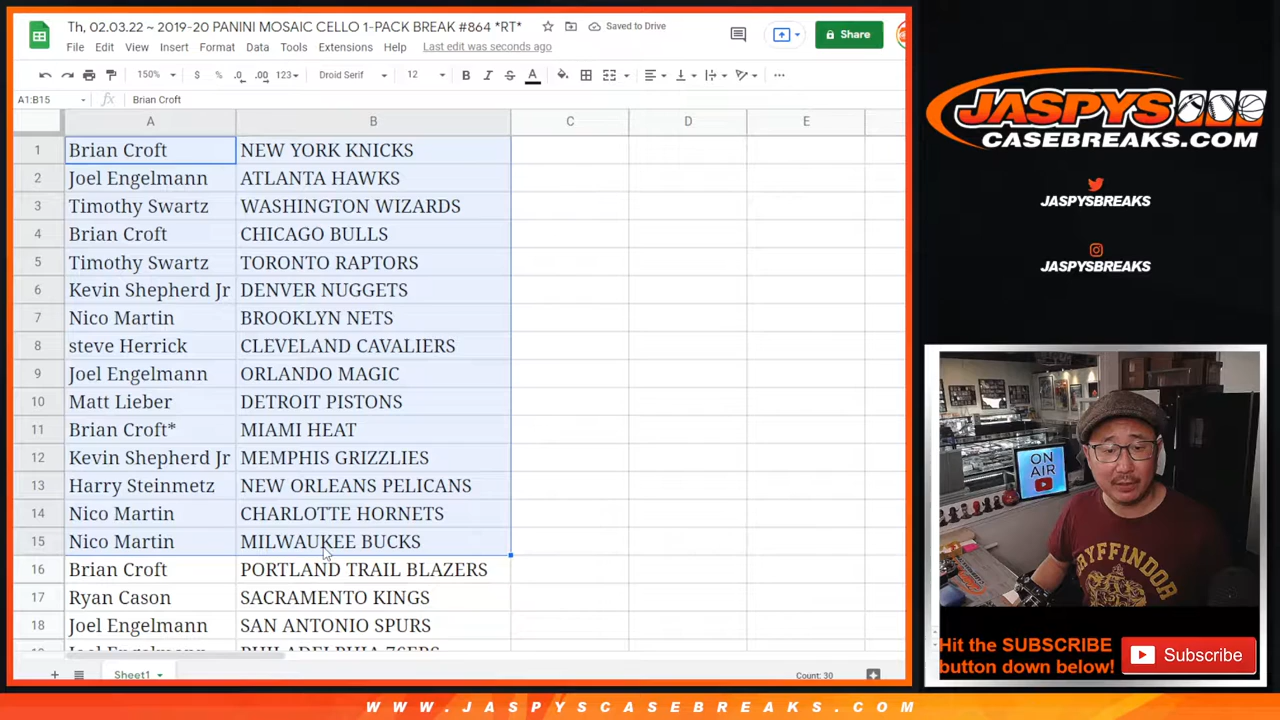 Th, 02.03.22 ~ 2019-20 PANINI MOSAIC CELLO 1-PACK BREAK #864 *RT*
Saved to Drive
Share
File Edit View Insert Format Data Tools Extensions Help Last edit was seconds ago
150% $ % .0 .00 123 Droid Serif 12 B I S A
A1:B15 fx Brian Croft
A B C D E
1 Brian Croft NEW YORK KNICKS
2 Joel Engelmann ATLANTA HAWKS
3 Timothy Swartz WASHINGTON WIZARDS
4 Brian Croft CHICAGO BULLS
5 Timothy Swartz TORONTO RAPTORS
6 Kevin Shepherd Jr DENVER NUGGETS
7 Nico Martin BROOKLYN NETS
8 steve Herrick CLEVELAND CAVALIERS
9 Joel Engelmann ORLANDO MAGIC
10 Matt Lieber DETROIT PISTONS
11 Brian Croft* MIAMI HEAT
12 Kevin Shepherd Jr MEMPHIS GRIZZLIES
13 Harry Steinmetz NEW ORLEANS PELICANS
14 Nico Martin CHARLOTTE HORNETS
15 Nico Martin MILWAUKEE BUCKS
16 Brian Croft PORTLAND TRAIL BLAZERS
17 Ryan Cason SACRAMENTO KINGS
18 Joel Engelmann SAN ANTONIO SPURS
Joel Engelmann PHILADELPHIA 76ERS
Sheet1
Count: 30
JASPYS
CASEBREAKS.COM
JASPYSBREAKS
JASPYSBREAKS
ON
AIR
GRYFFINDOR
Hit the SUBSCRIBE
button down below!
Subscribe
WWW.JASPYSCASEBREAKS.COM